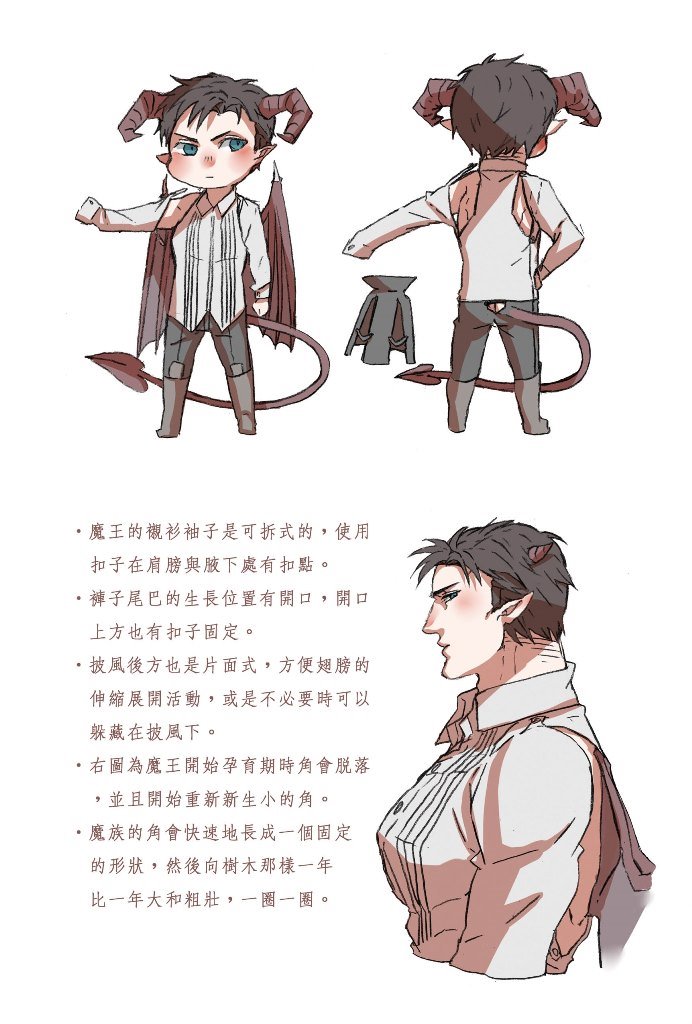 ・魔王的襯衫袖子是可拆式的，使用
扣子在肩膀與腋下處有扣點。
・褲子尾巴的生長位置有開口，開口
上方也有扣子固定。
・披風後方也是片面式，方便翅膀的
伸縮展開活動，或是不必要時可以
躲藏在披風下。
・右圖為魔王開始孕育期時角會脫落
，並且開始重新新生小的角。
・魔族的角會快速地長成一個固定
的形狀，然後向樹木那樣一年
比一年大和粗壯，一圈一圈。